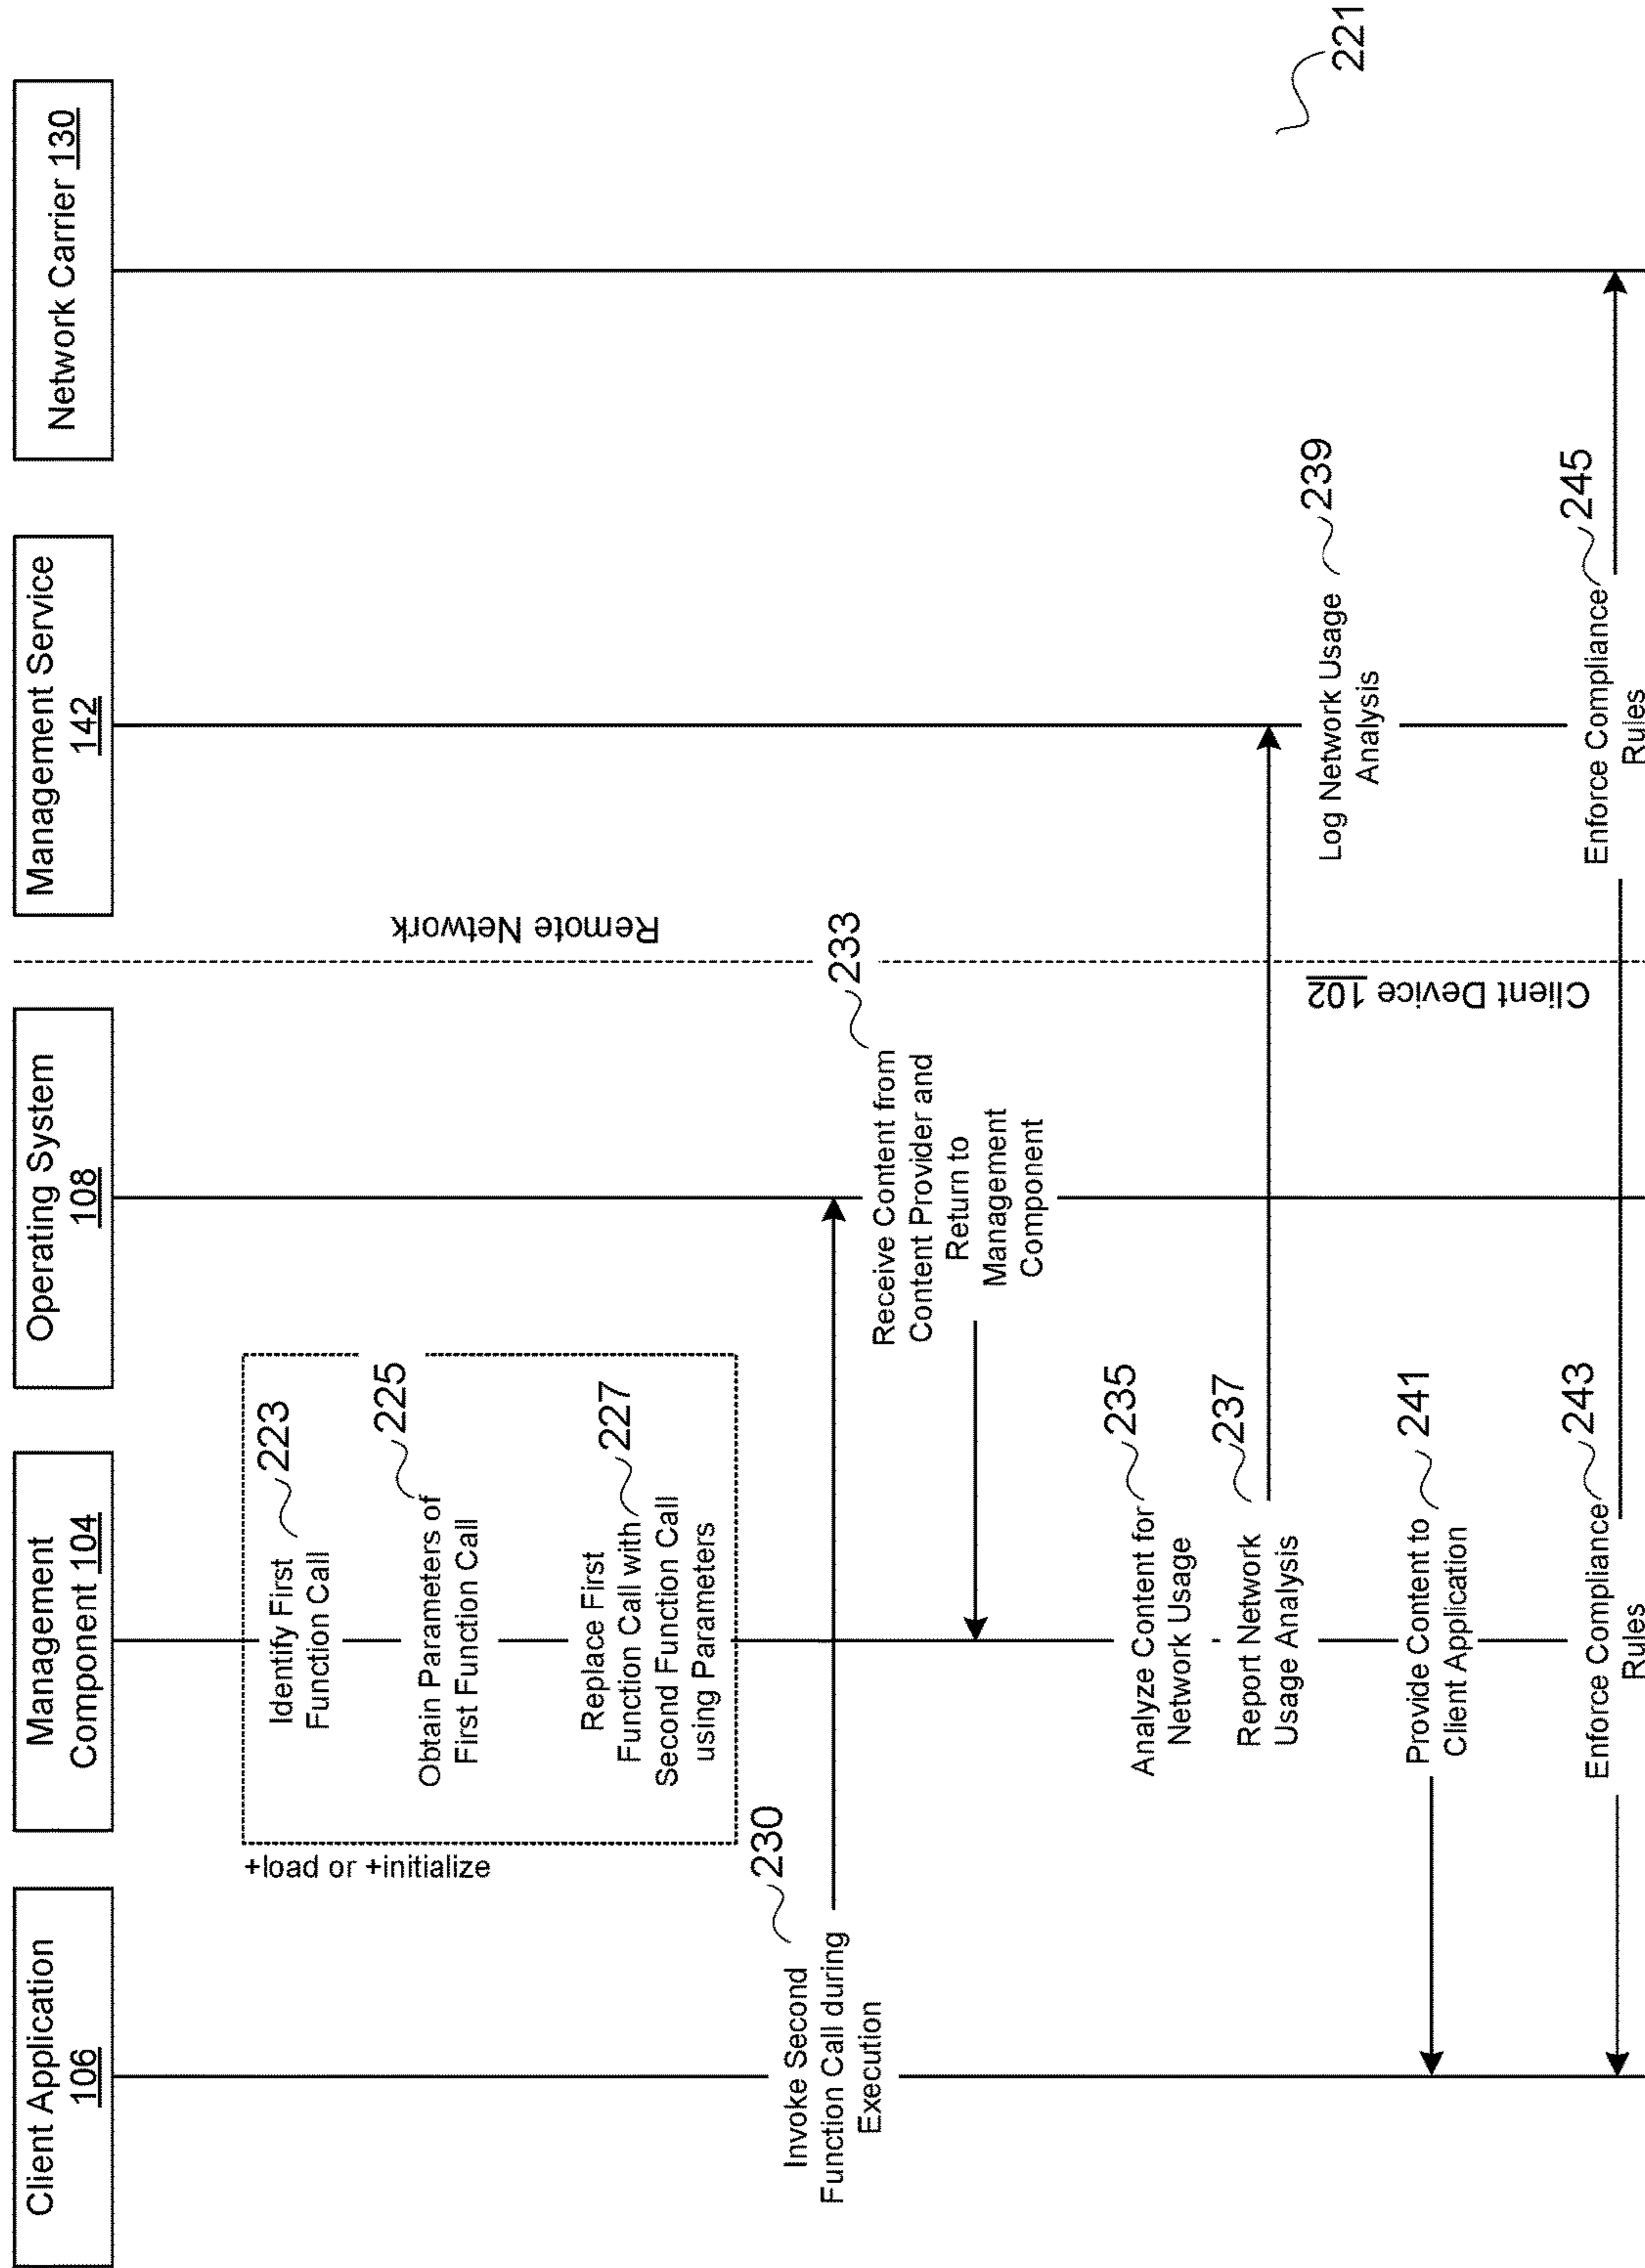 Client Application
106
Management
Component 104
Operating System
108
Management Service
142
Network Carrier 130
+load or +initialize
Identify First
Function Call
223
Obtain Parameters of
First Function Call
225
Replace First
Function Call with
Second Function Call
using Parameters
227
Remote Network
Invoke Second
Function Call during
Execution
230
Receive Content from
Content Provider and
Return to
Management
Component
233
Analyze Content for
Network Usage
235
Report Network
Usage Analysis
237
Client Device 102
Log Network Usage
Analysis
239
221
Provide Content to
Client Application
241
Enforce Compliance
Rules
243
Enforce Compliance
Rules
245